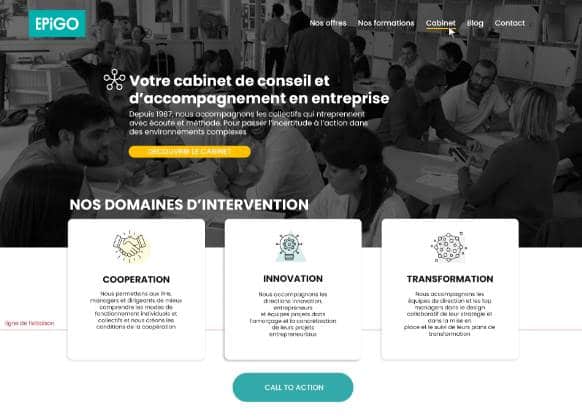 EPiGO
Nos offres Nos formations Cabinet Blog Contact
Votre cabinet de conseil et
d'accompagnement en entreprise
Depuis 1987, nous accompagnons les collectifs qui ntreprennent
avec écoute et méthode. Pour passer l'incertitude à l'action dans
des environnements complexes
DECOUVRIR LE CABINET
NOS DOMAINES D'INTERVENTION
COOPERATION
Nous permettons aux
managers et dirigeants de mieux
comprendre les modes de
fonctionnement individuels et
collectifs et nous créons les
conditions de la coopération
INNOVATION
Nous accompagnons les
directions innovation,
entrepreneurs
et équipes projets dans
l'amorçage et la concrétisation
de leurs projets
entrepreneuriaux
TRANSFORMATION
Nous accompagnons les
équipes de direction et les top
managers dans le design
collaboratif de leur stratégie et
dans la mise en
place et le suivi de leurs plans de
transformation
ligne de flottaison
CALL TO ACTION